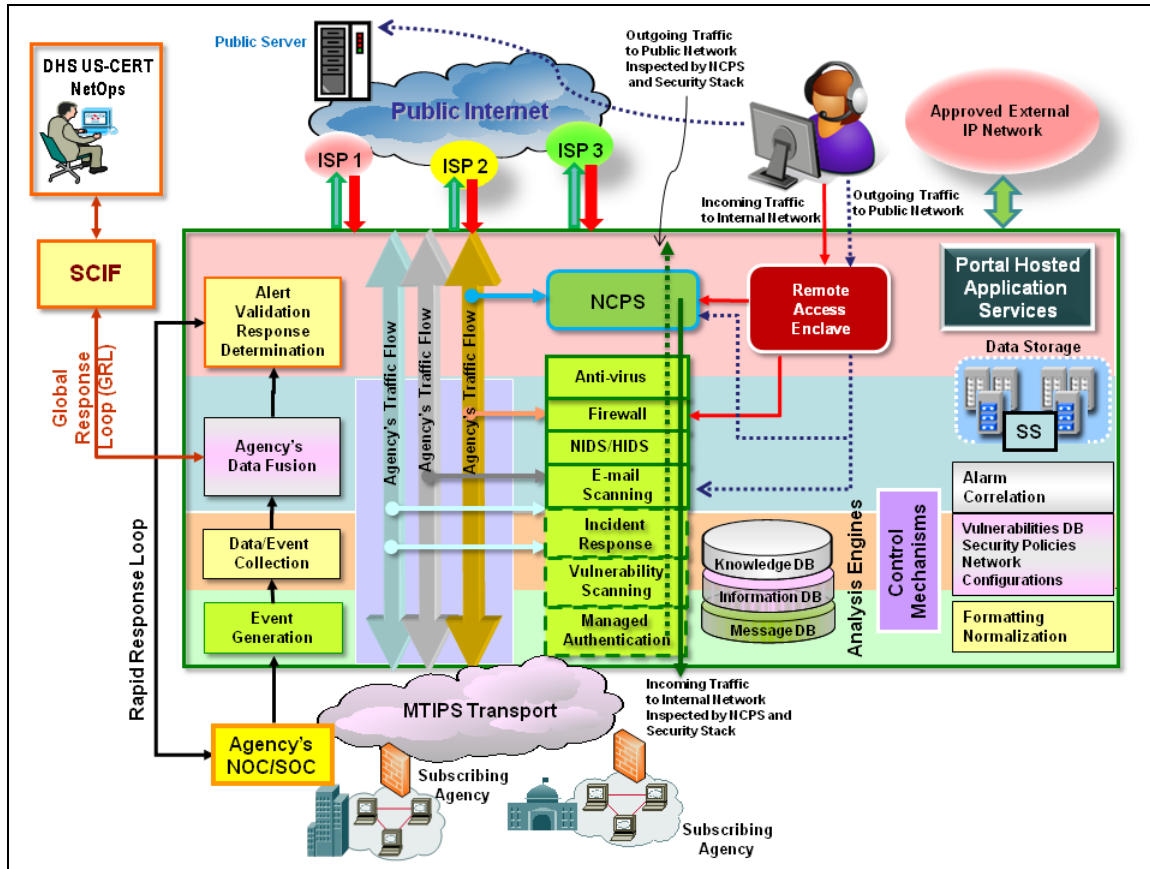 Public Server
Outgoing Traffic
to Public Network
Inspected by NCPS
and Security Stack
DHS US-CERT
NetOps
Public Internet
Approved External
IP Network
ISP 1
ISP 2
ISP 3
Incoming Traffic
to Internal Network
Outgoing Traffic
to Public Network
SCIF
Alert
Validation
Response
Determination
NCPS
Remote
Access
Enclave
Portal Hosted
Application
Services
Data Storage
SS
Global
Response
Loop (GRL)
Agency's
Data Fusion
Agency's Traffic Flow
Agency's Traffic Flow
Agency's Traffic Flow
Anti-virus
Firewall
NIDS/HIDS
E-mail
Scanning
Incident
Response
Vulnerability
Scanning
Managed
Authentication
Data/Event
Collection
Event
Generation
Rapid Response Loop
Knowledge DB
Information DB
Message DB
Analysis Engines
Control
Mechanisms
Alarm
Correlation
Vulnerabilities DB
Security Policies
Network
Configurations
Formatting
Normalization
MTIPS Transport
Incoming Traffic
to Internal Network
Inspected by NCPS and
Security Stack
Agency's
NOC/SOC
Subscribing
Agency
Subscribing
Agency